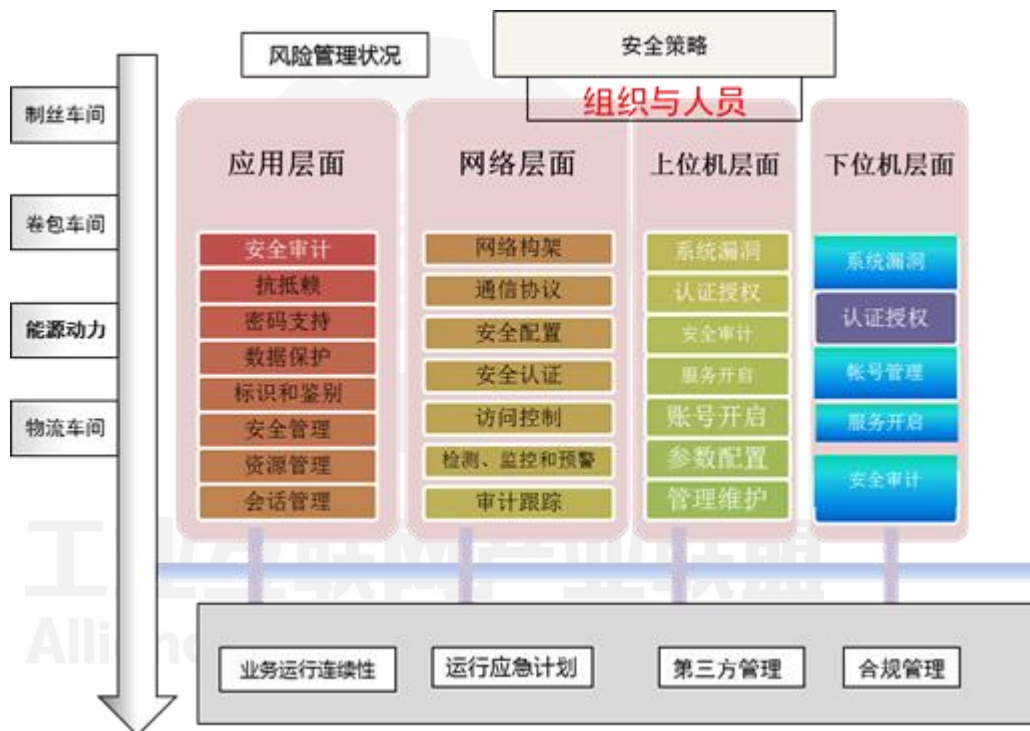 风险管理状况
安全策略
组织与人员
制丝车间
卷包车间
能源动力
物流车间
应用层面
安全审计
抗抵赖
密码支持
数据保护
标识和鉴别
安全管理
资源管理
会话管理
网络层面
网络构架
通信协议
安全配置
安全认证
访问控制
检测、监控和预警
审计跟踪
上位机层面
系统漏洞
认证授权
安全审计
服务开启
账号开启
参数配置
管理维护
下位机层面
系统漏洞
认证授权
帐号管理
服务开启
安全审计
工业互联网产业联盟
业务运行连续性
运行应急计划
第三方管理
合规管理